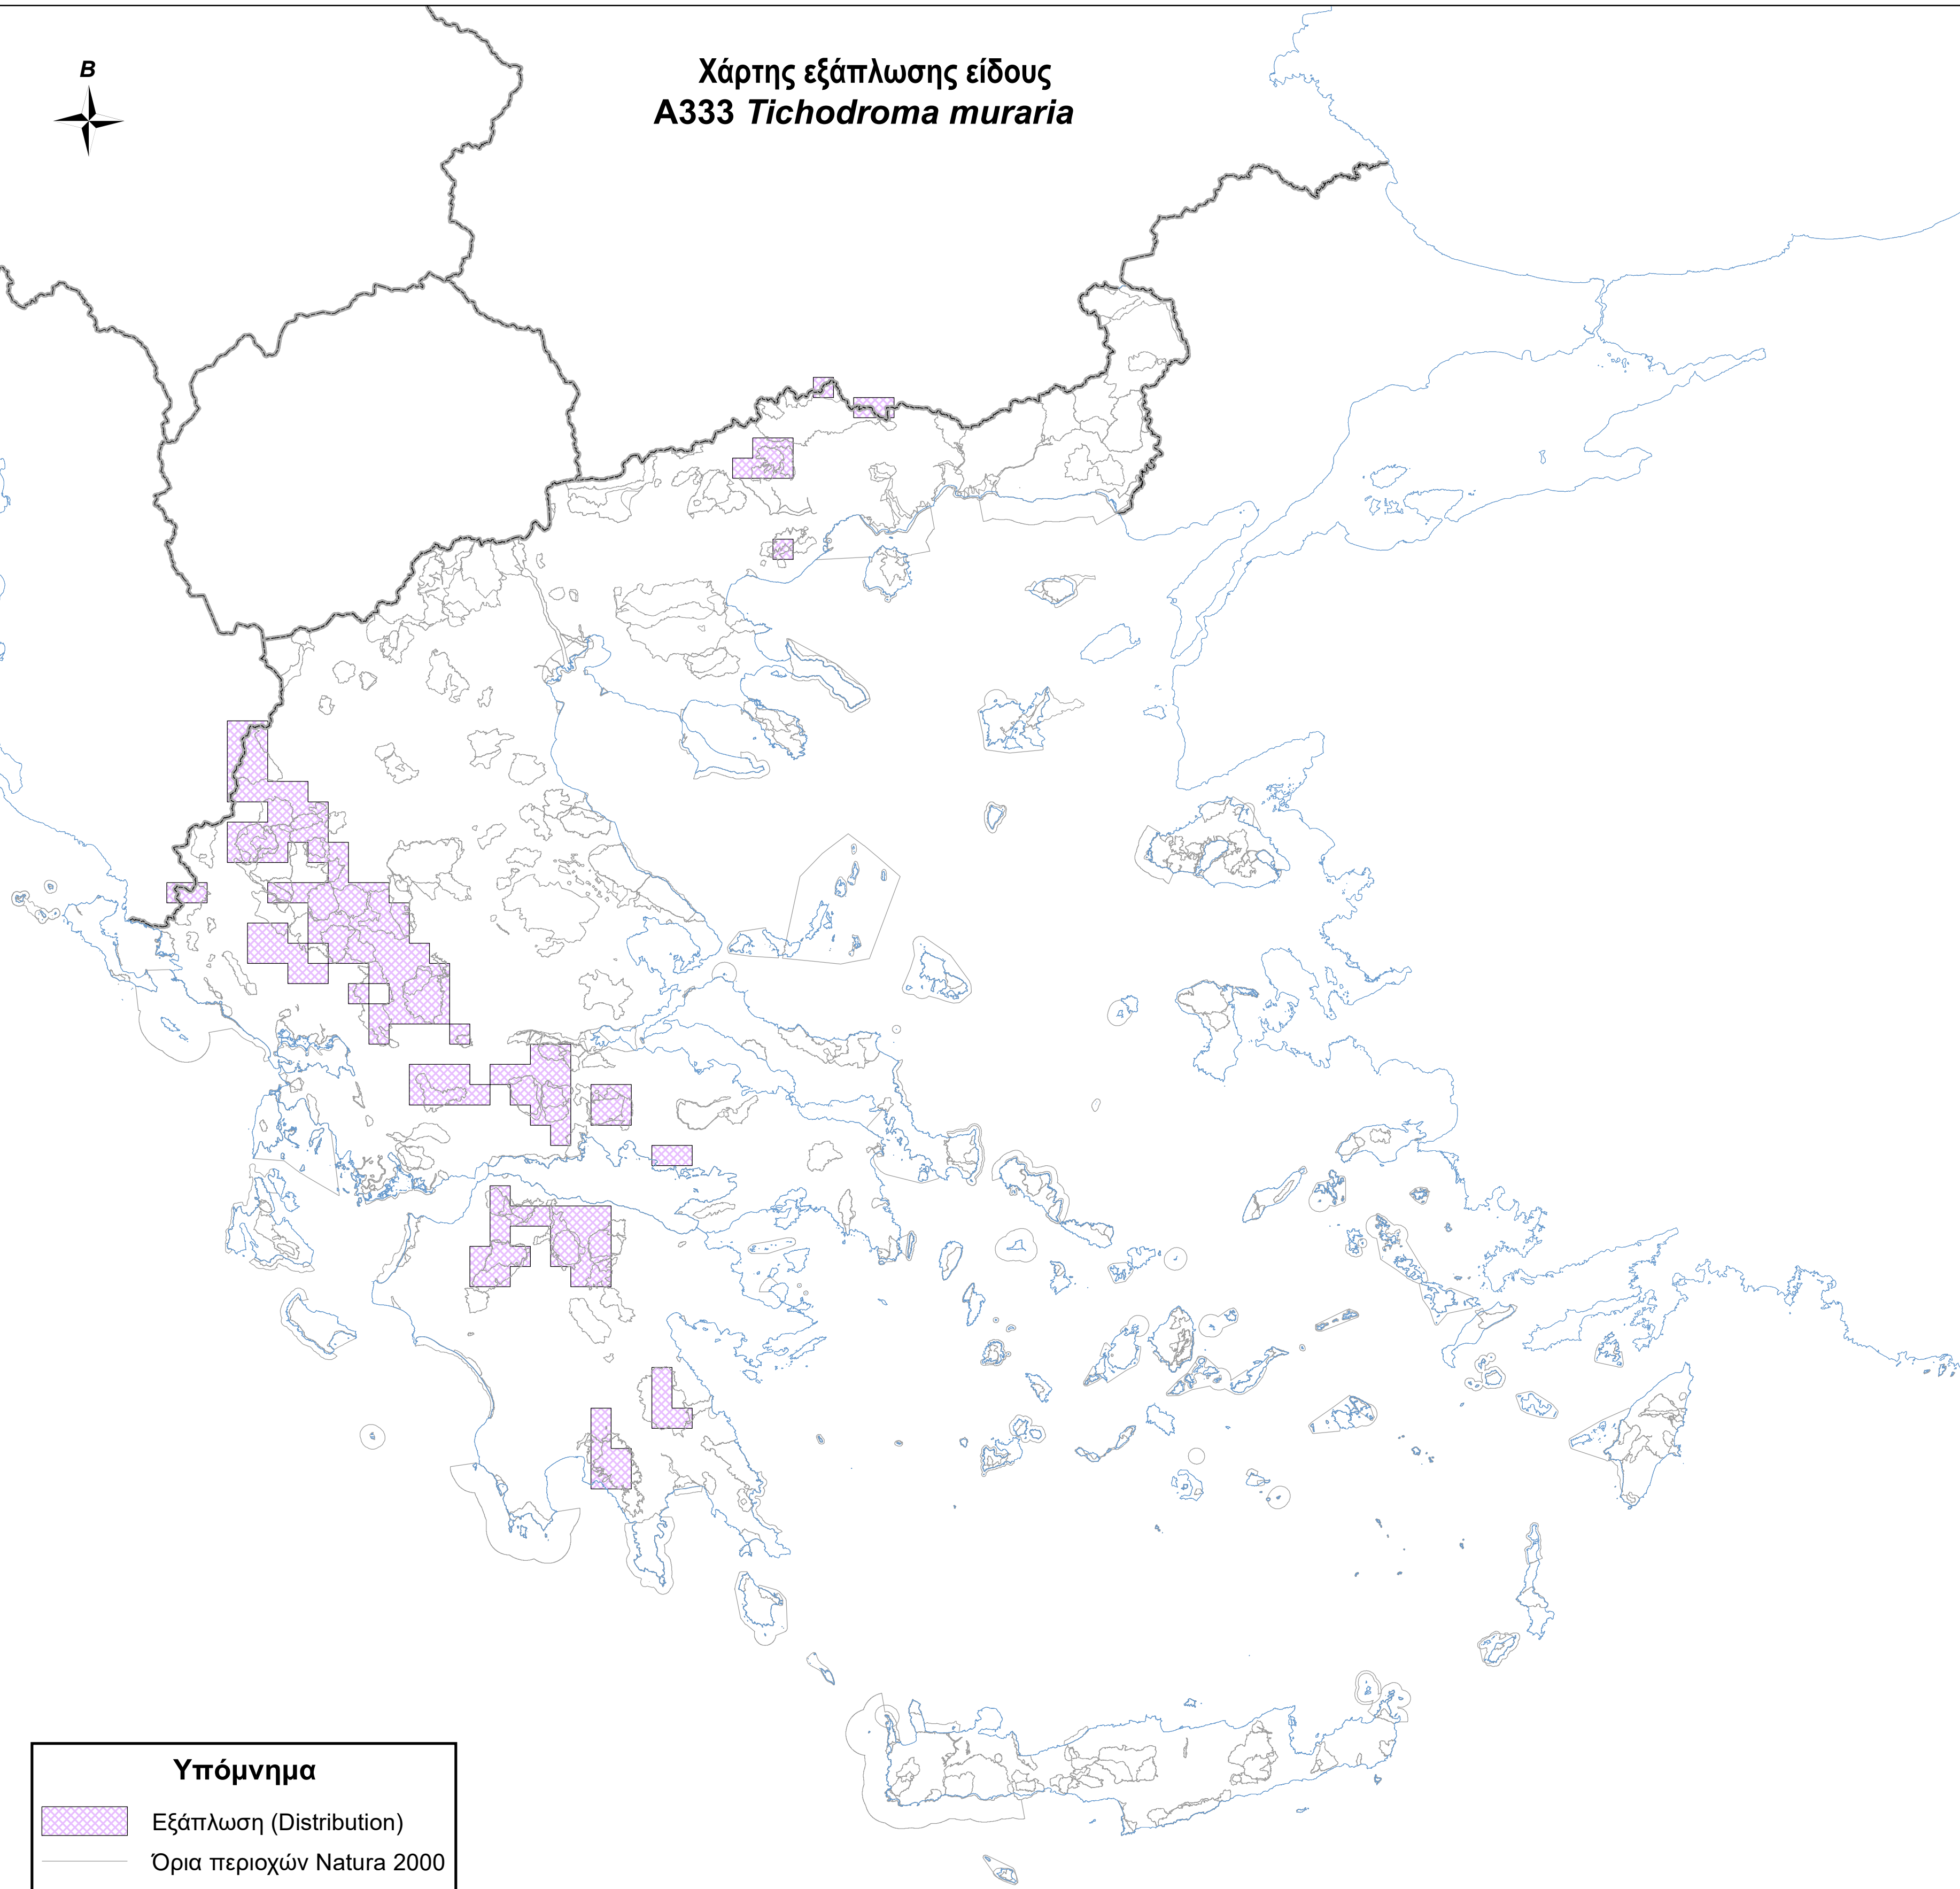 B
Χάρτης εξάπλωσης είδους
A333 Tichodroma muraria
Υπόμνημα
Εξάπλωση (Distribution)
Όρια περιοχών Natura 2000